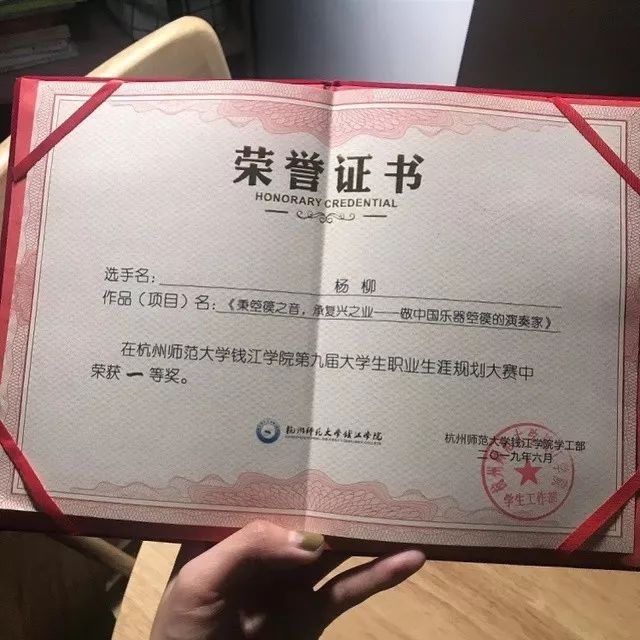 荣誉证书
HONORARY CREDENTIAL
选手名： 杨柳
作品（项目）名：《秉箜篌之音，承复兴之业——做中国乐器箜篌的演奏家》
在杭州师范大学钱江学院第九届大学生职业生涯规划大赛中
荣获一等奖。
杭州师范大学钱江学院
杭州师范大学钱江学院学工部
二〇一九年六月
学生工作部